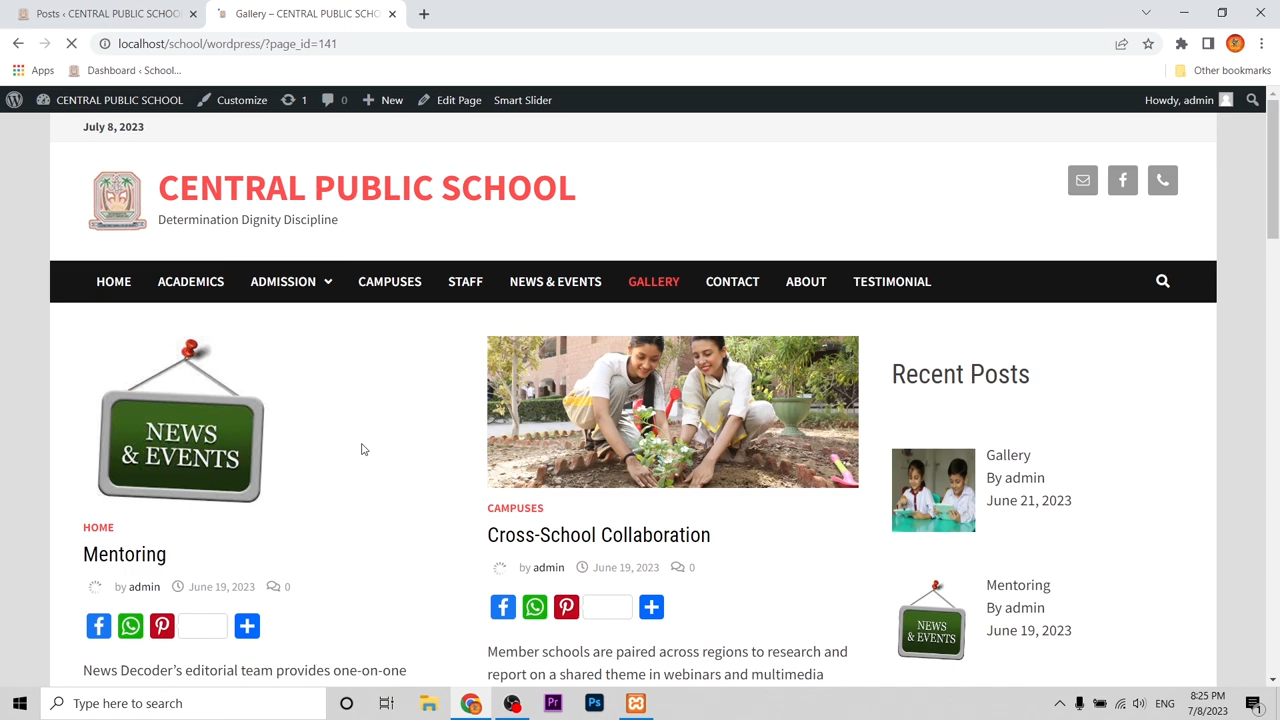 Posts ‹ CENTRAL PUBLIC SCHOOL
Gallery – CENTRAL PUBLIC SCHO
localhost/school/wordpress/?page_id=141
Apps
Dashboard ‹ School...
Other bookmarks
CENTRAL PUBLIC SCHOOL
Customize
1
0
New
Edit Page
Smart Slider
Howdy, admin
July 8, 2023
CENTRAL PUBLIC SCHOOL
Determination Dignity Discipline
HOME
ACADEMICS
ADMISSION
CAMPUSES
STAFF
NEWS & EVENTS
GALLERY
CONTACT
ABOUT
TESTIMONIAL
NEWS
& EVENTS
HOME
Mentoring
by admin
June 19, 2023
0
News Decoder’s editorial team provides one-on-one
CAMPUSES
Cross-School Collaboration
by admin
June 19, 2023
0
Member schools are paired across regions to research and
report on a shared theme in webinars and multimedia
Recent Posts
Gallery
By admin
June 21, 2023
NEWS
& EVENTS
Mentoring
By admin
June 19, 2023
Type here to search
Pr
Ps
ENG
8:25 PM
7/8/2023
1